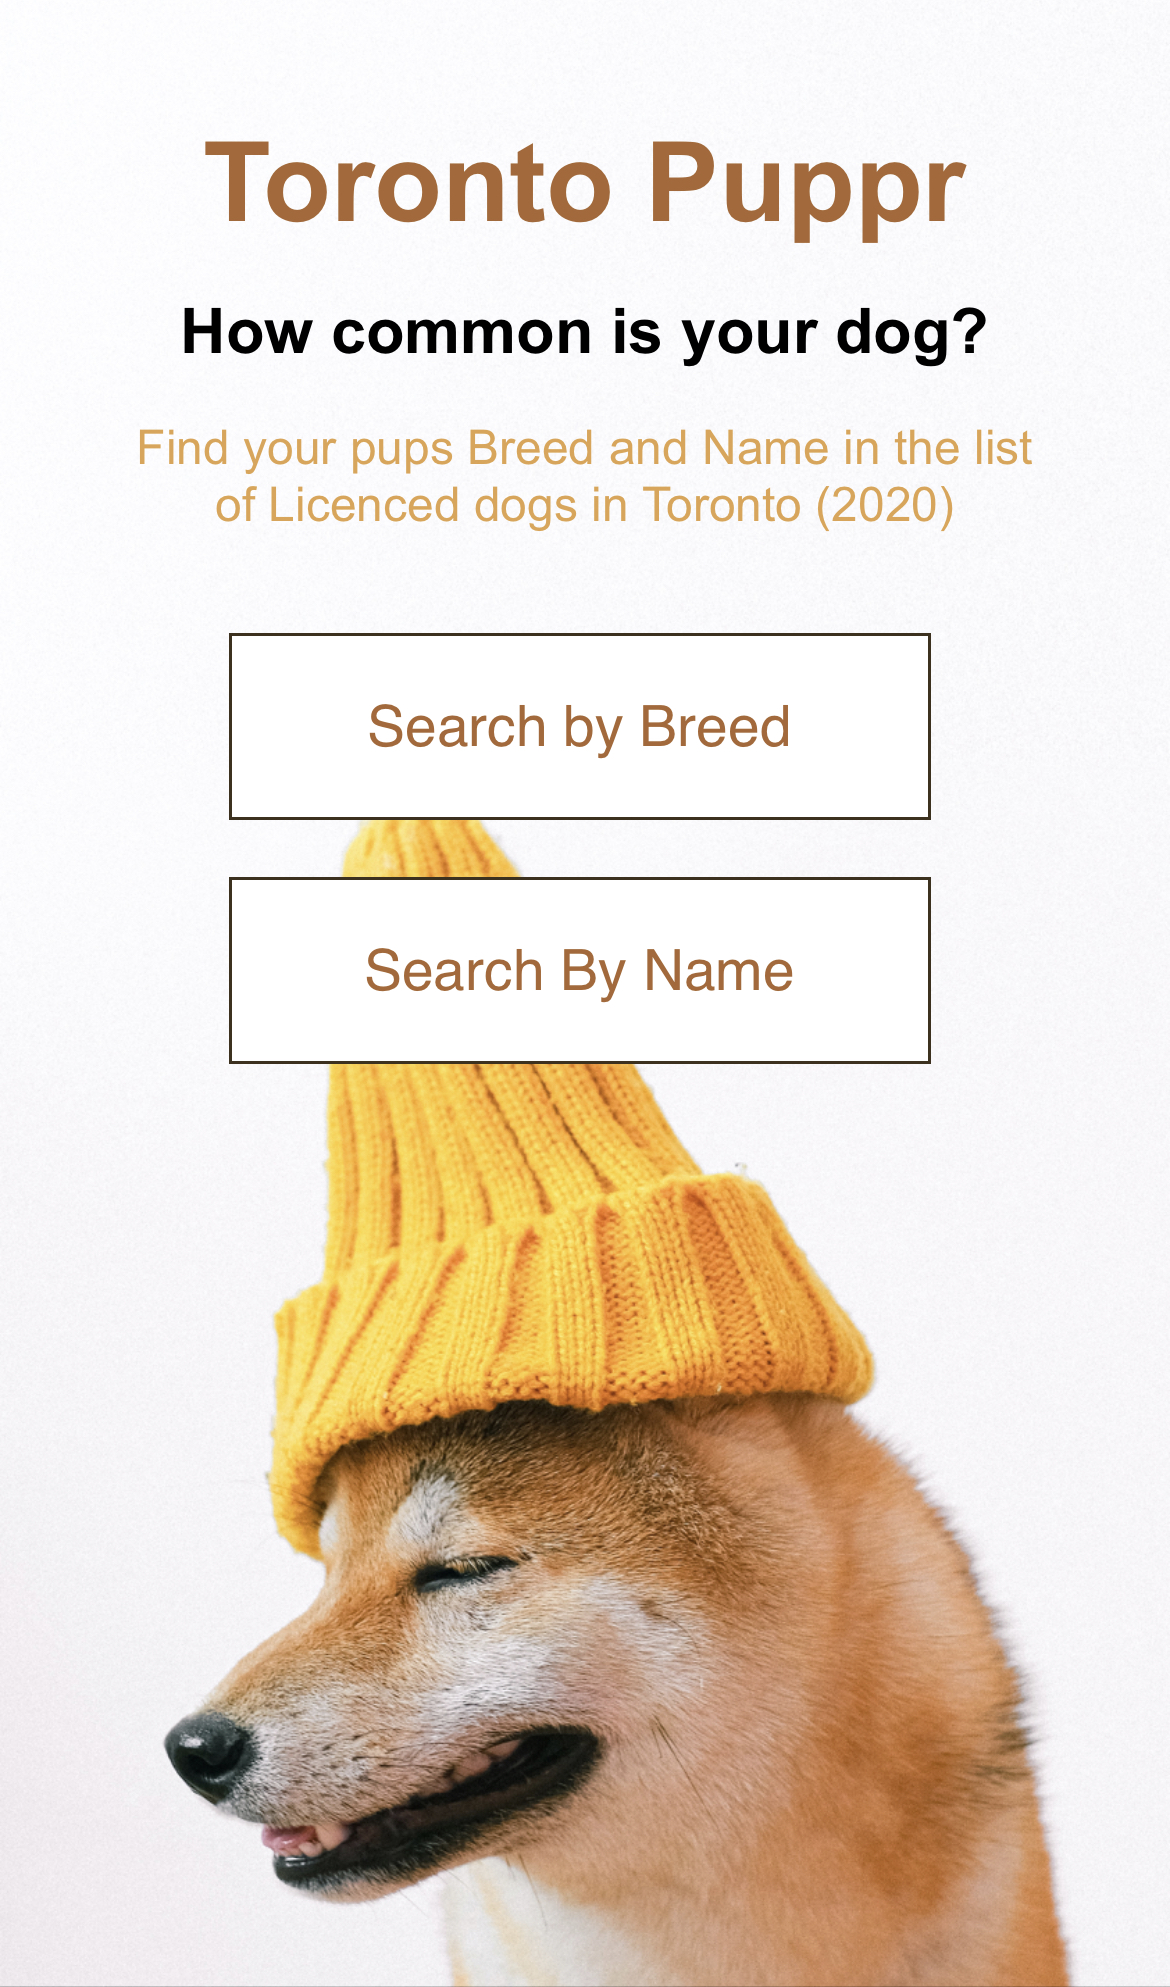 Toronto Puppr
How common is your dog?
Find your pups Breed and Name in the list
of Licenced dogs in Toronto (2020)
Search by Breed
Search By Name